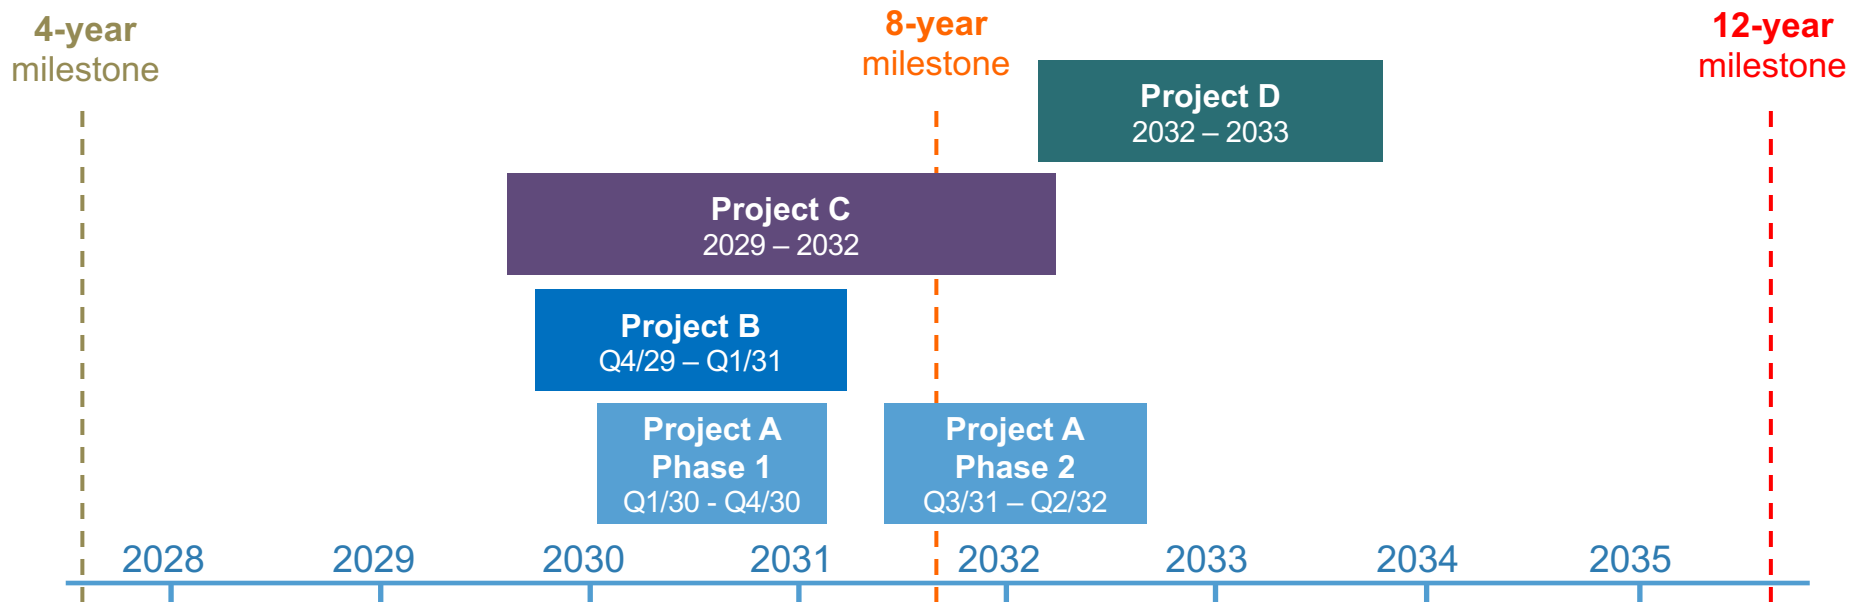 4-year
milestone
8-year
milestone
12-year
milestone
Project D
2032 – 2033
Project C
2029 – 2032
Project B
Q4/29 – Q1/31
Project A
Phase 1
Q1/30 - Q4/30
Project A
Phase 2
Q3/31 – Q2/32
2028 2029 2030 2031 2032 2033 2034 2035